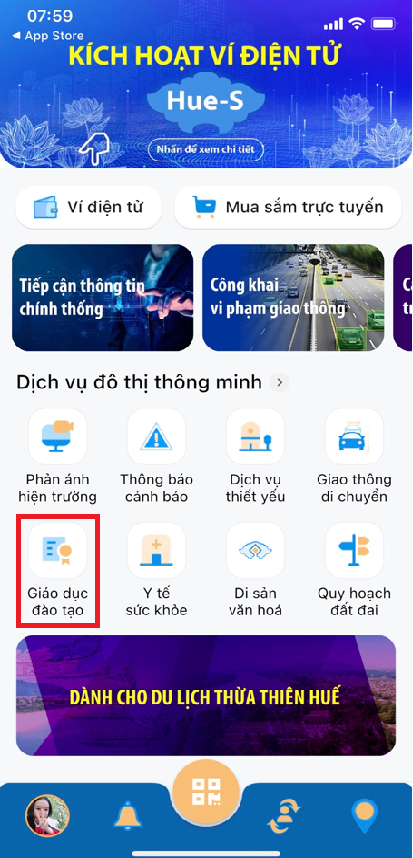 07:59
◀ App Store
KÍCH HOẠT VÍ ĐIỆN TỬ
Hue-S
Nhấn để xem chi tiết
Ví điện tử
Mua sắm trực tuyến
Tiếp cận thông tin
chính thống
Công khai
vi phạm giao thông
Dịch vụ đô thị thông minh >
Phản ánh
hiện trường
Thông báo
cảnh báo
Dịch vụ
thiết yếu
Giao thông
di chuyển
Giáo dục
đào tạo
Y tế
sức khỏe
Di sản
văn hoá
Quy hoạch
đất đai
DÀNH CHO DU LỊCH THỪA THIÊN HUẾ